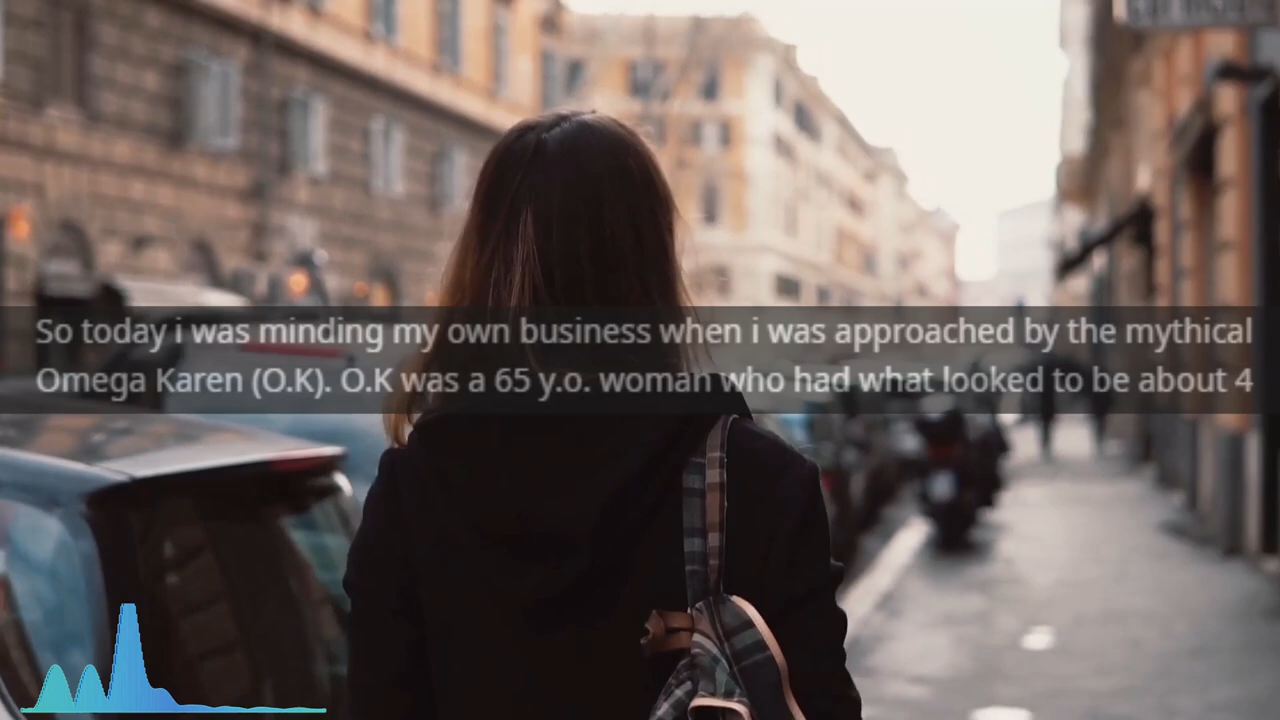 So today i was minding my own business when i was approached by the mythical
Omega Karen (O.K). O.K was a 65 y.o. woman who had what looked to be about 4